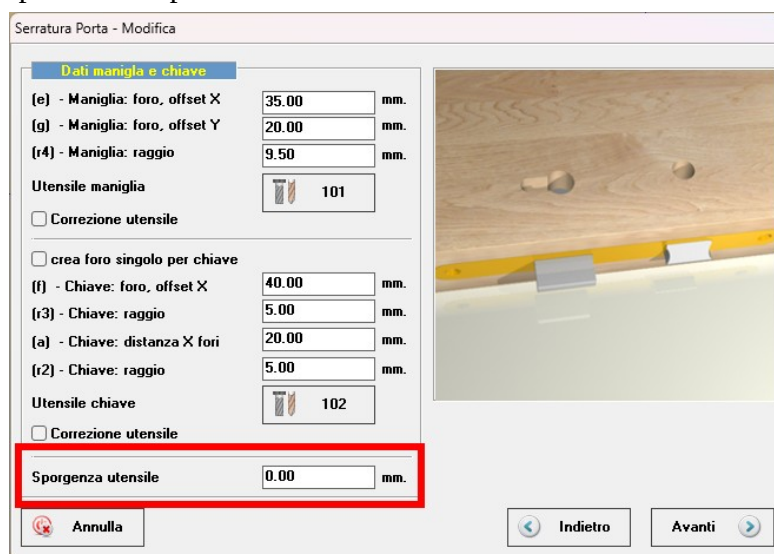 Serratura Porta - Modifica
Dati manigla e chiave
(e) - Maniglia: foro, offset X 35.00 mm.
(g) - Maniglia: foro, offset Y 20.00 mm.
(r4) - Maniglia: raggio 9.50 mm.
Utensile maniglia 101
Correzione utensile
crea foro singolo per chiave
(f) - Chiave: foro, offset X 40.00 mm.
(r3) - Chiave: raggio 5.00 mm.
(a) - Chiave: distanza X fori 20.00 mm.
(r2) - Chiave: raggio 5.00 mm.
Utensile chiave 102
Correzione utensile
Sporgenza utensile 0.00 mm.
Annulla Indietro Avanti